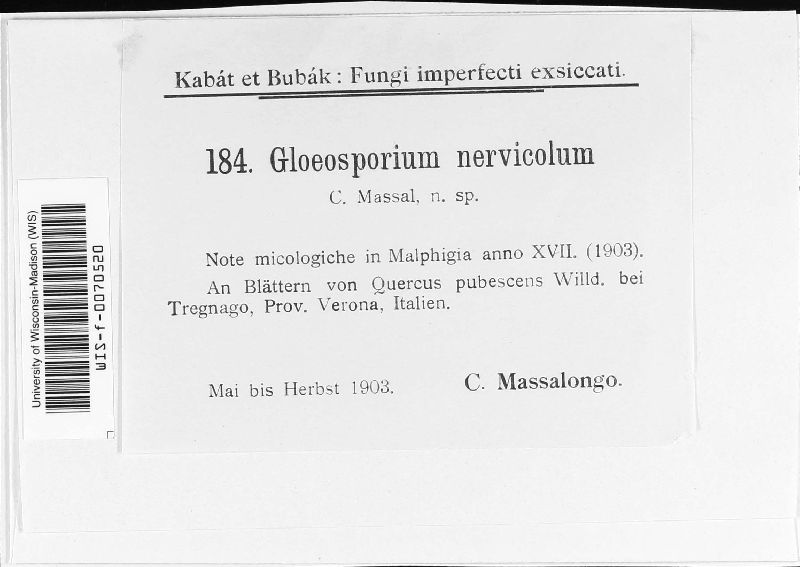 Kabát et Bubák: Fungi imperfecti exsiccati.
184. Gloeosporium nervicolum
C. Massal, n. sp.
Note micologiche in Malphigia anno XVII. (1903).
An Blättern von Quercus pubescens Willd. bei
Tregnago, Prov. Verona, Italien.
Mai bis Herbst 1903.
C. Massalongo.
University of Wisconsin-Madison (WIS)
WIS-f-0070520